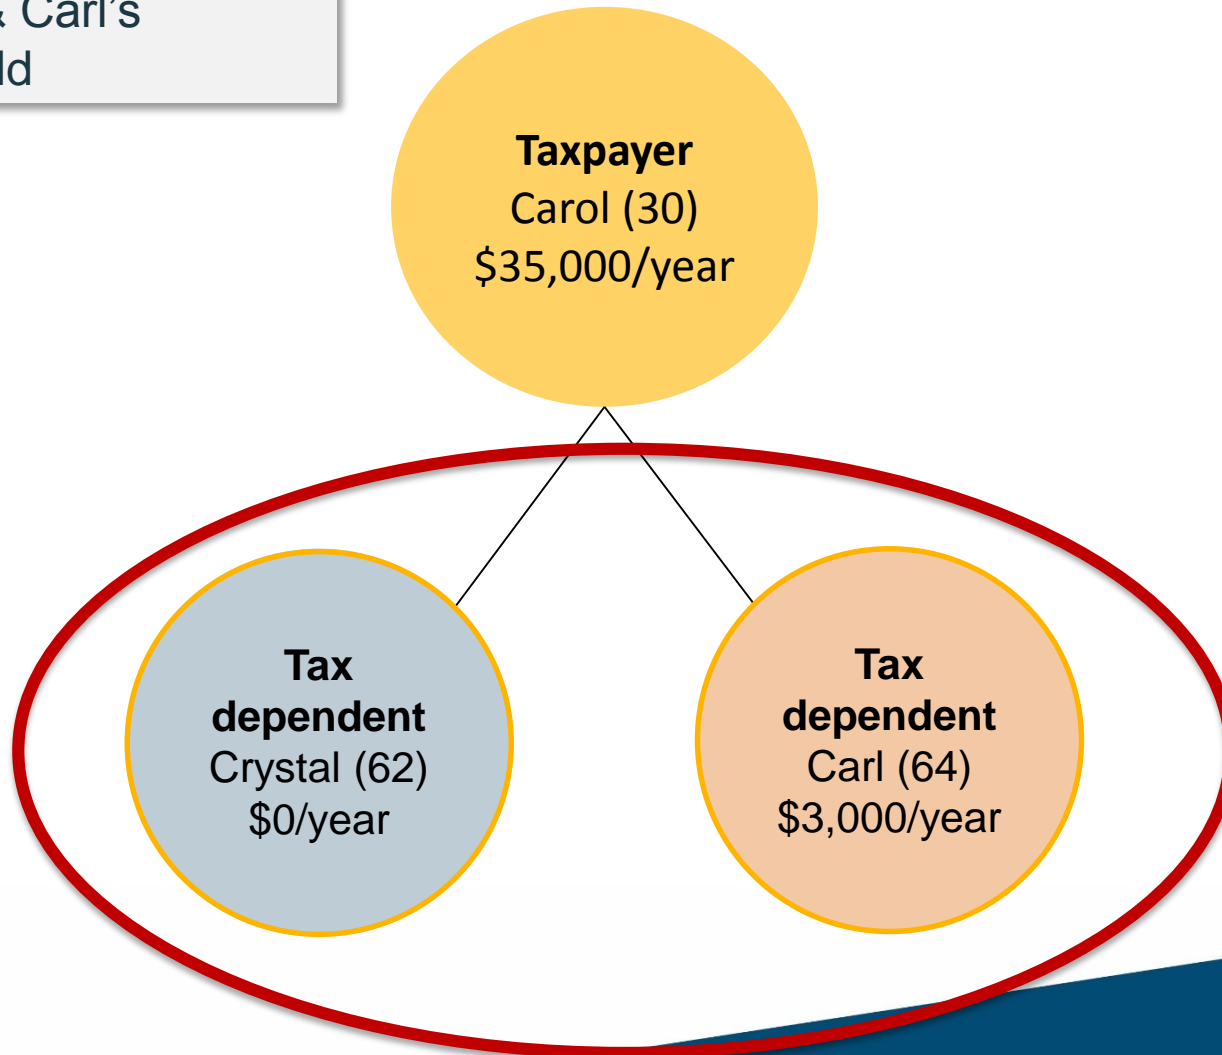 & Carl's
ld
Taxpayer
Carol (30)
$35,000/year
Tax
dependent
Crystal (62)
$0/year
Tax
dependent
Carl (64)
$3,000/year